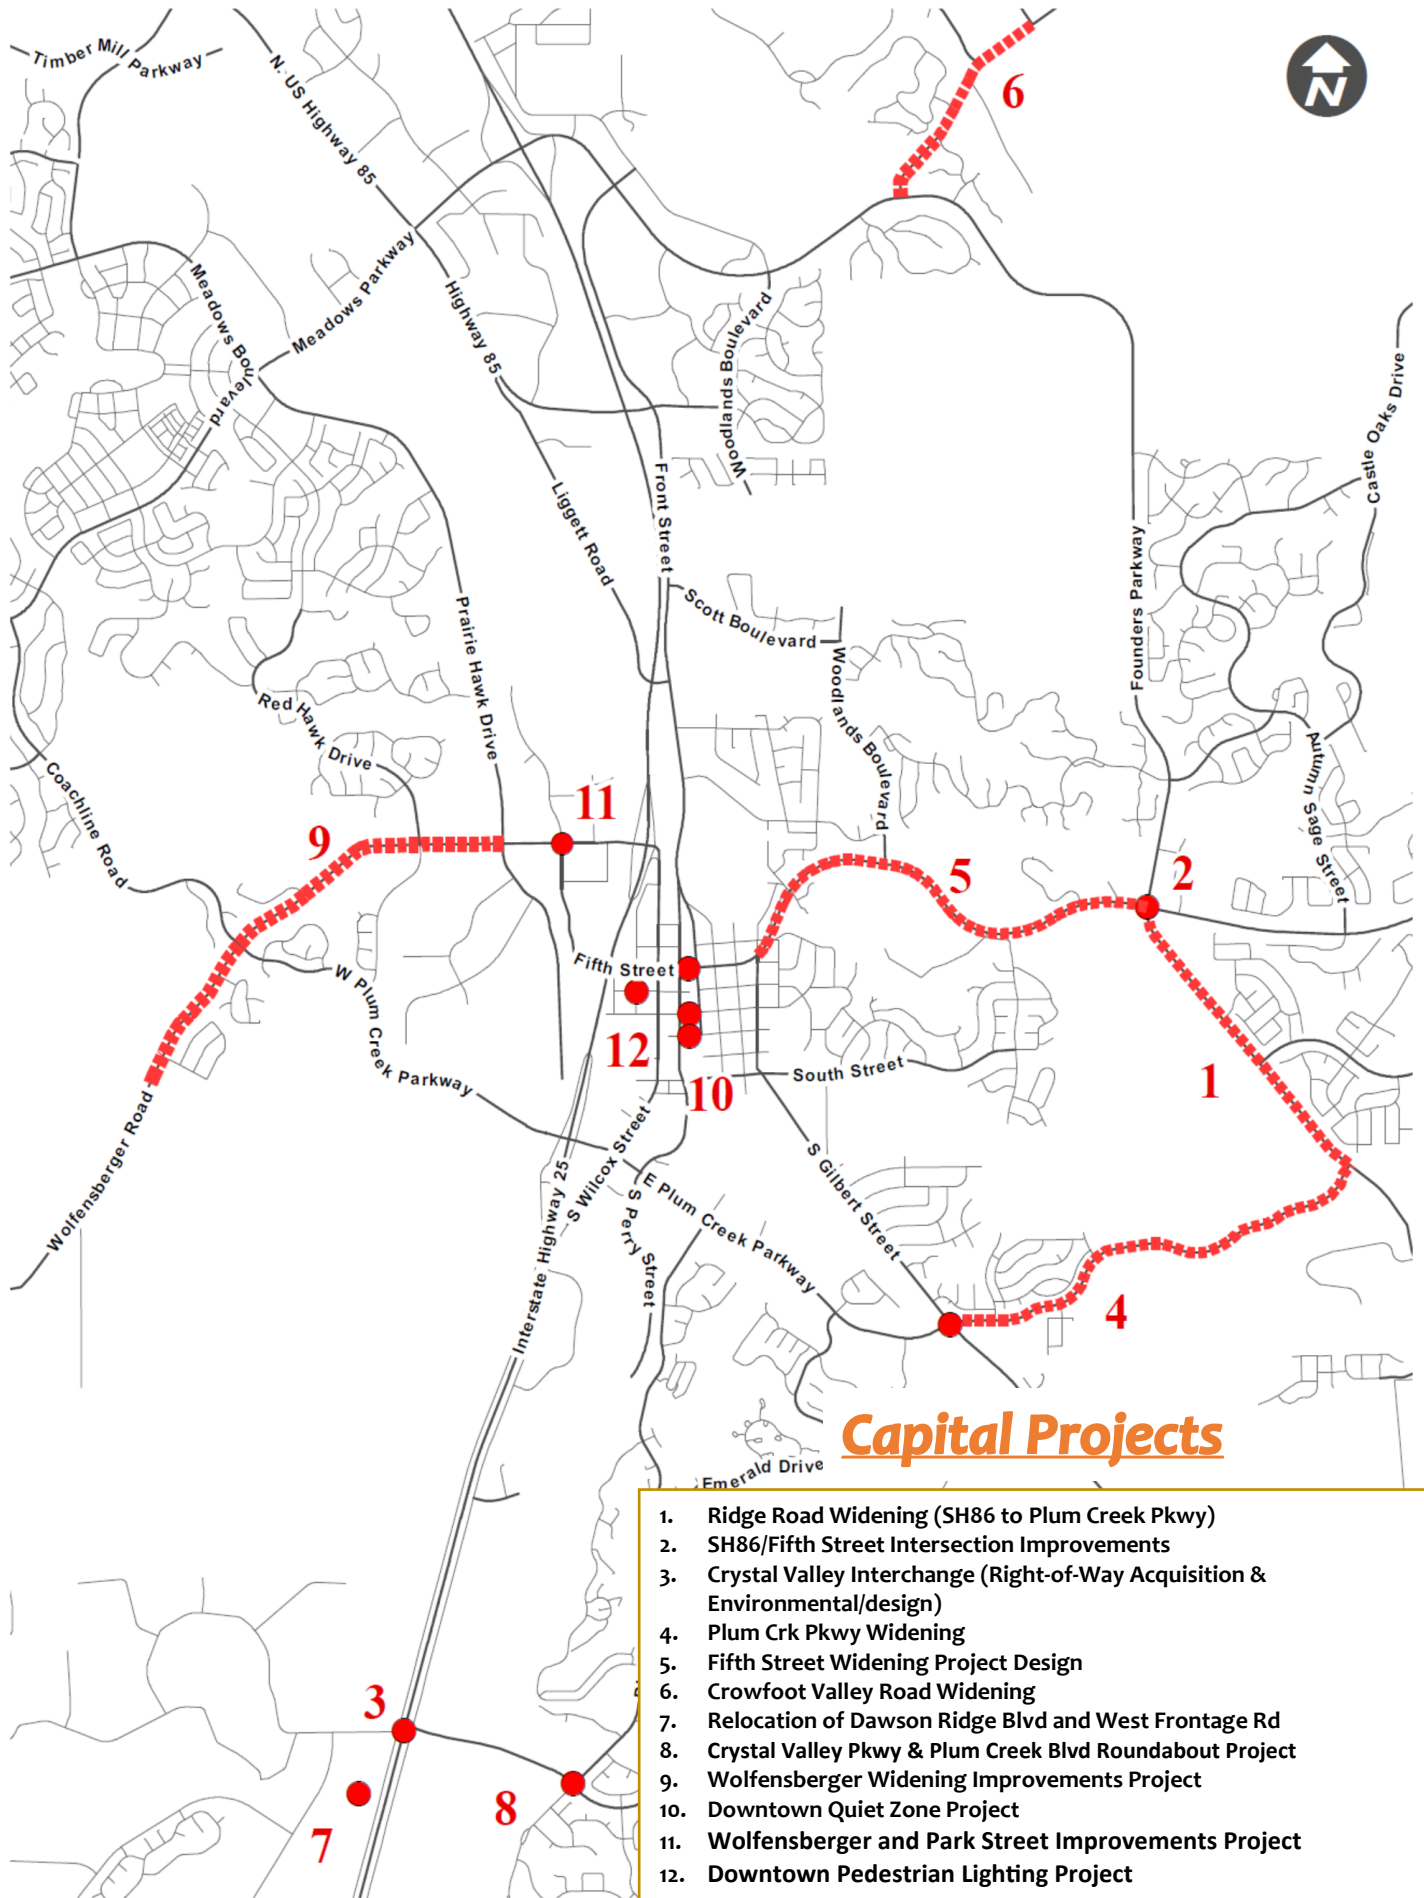 Timber Mill Parkway
N. US Highway 85
6
N
Meadows Boulevard
Meadows Parkway
Highway 85
Woodlands Boulevard
Castle Oaks Drive
Front Street
Liggett Road
Founders Parkway
Scott Boulevard
Prairie Hawk Drive
Woodlands Boulevard
Red Hawk Drive
Autumn Sage Street
Coachline Road
11
9
5
2
Fifth Street
W Plum Creek Parkway
12
10
South Street
1
Wolfensberger Road
S Wilcox Street
S Gilbert Street
Interstate Highway 25
S Perry Street
E Plum Creek Parkway
4
Capital Projects
Emerald Drive
1. Ridge Road Widening (SH86 to Plum Creek Pkwy)
2. SH86/Fifth Street Intersection Improvements
3. Crystal Valley Interchange (Right-of-Way Acquisition &
Environmental/design)
4. Plum Crk Pkwy Widening
5. Fifth Street Widening Project Design
6. Crowfoot Valley Road Widening
7. Relocation of Dawson Ridge Blvd and West Frontage Rd
8. Crystal Valley Pkwy & Plum Creek Blvd Roundabout Project
9. Wolfensberger Widening Improvements Project
10. Downtown Quiet Zone Project
11. Wolfensberger and Park Street Improvements Project
12. Downtown Pedestrian Lighting Project
3
8
7